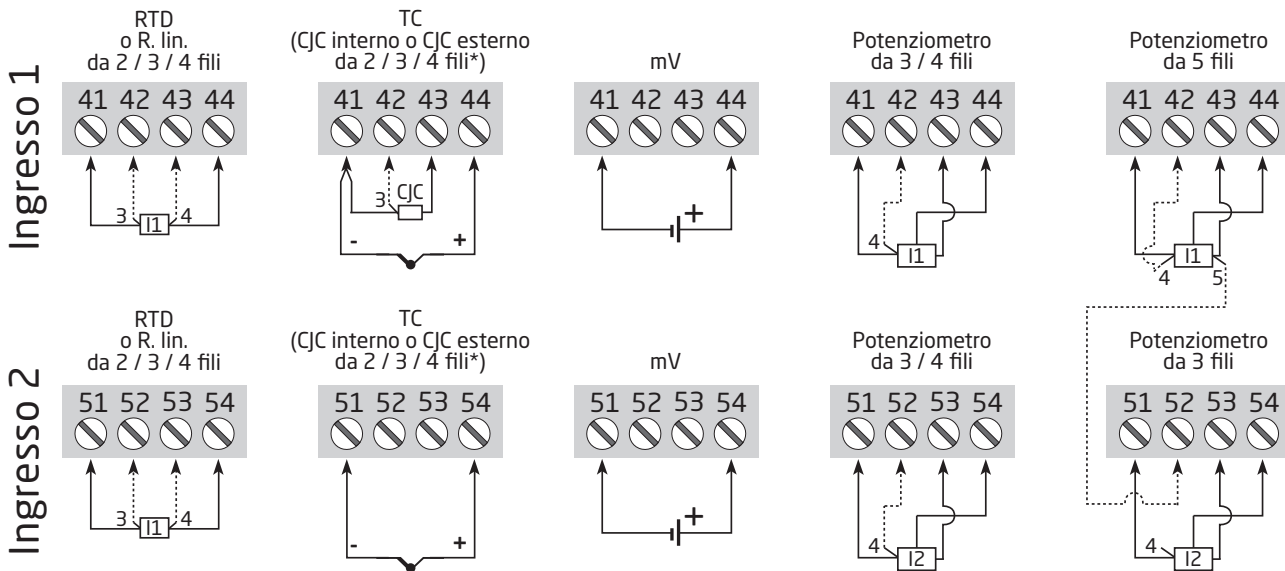 Ingresso 1
RTD
o R. lin.
da 2 / 3 / 4 fili
41 42 43 44
3 I1 4
TC
(CJC interno o CJC esterno
da 2 / 3 / 4 fili*)
41 42 43 44
3 CJC
- +
mV
41 42 43 44
+
Potenziometro
da 3 / 4 fili
41 42 43 44
4 I1
Potenziometro
da 5 fili
41 42 43 44
4 I1 5
Ingresso 2
RTD
o R. lin.
da 2 / 3 / 4 fili
51 52 53 54
3 I1 4
TC
(CJC interno o CJC esterno
da 2 / 3 / 4 fili*)
51 52 53 54
- +
mV
51 52 53 54
+
Potenziometro
da 3 / 4 fili
51 52 53 54
4 I2
Potenziometro
da 3 fili
51 52 53 54
4 I2